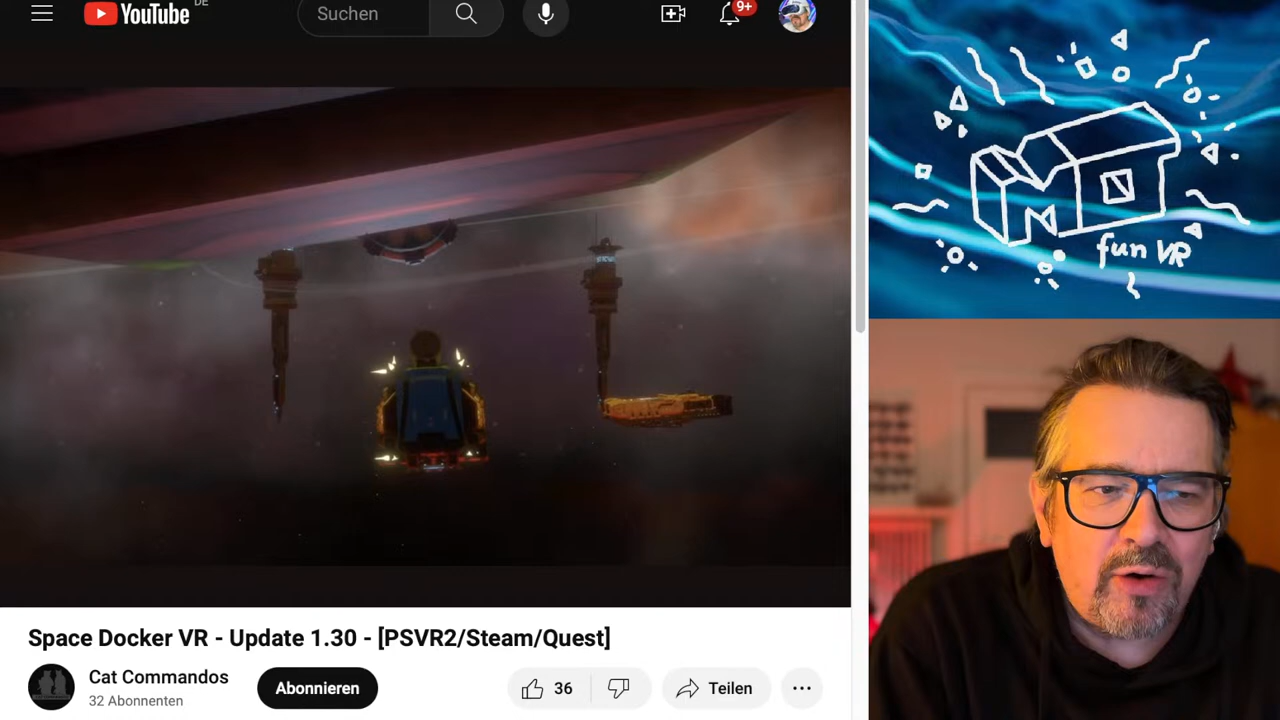 DE
YouTube
Suchen
9+
fun VR
Space Docker VR - Update 1.30 - [PSVR2/Steam/Quest]
Cat Commandos
32 Abonnenten
Abonnieren
36
Teilen